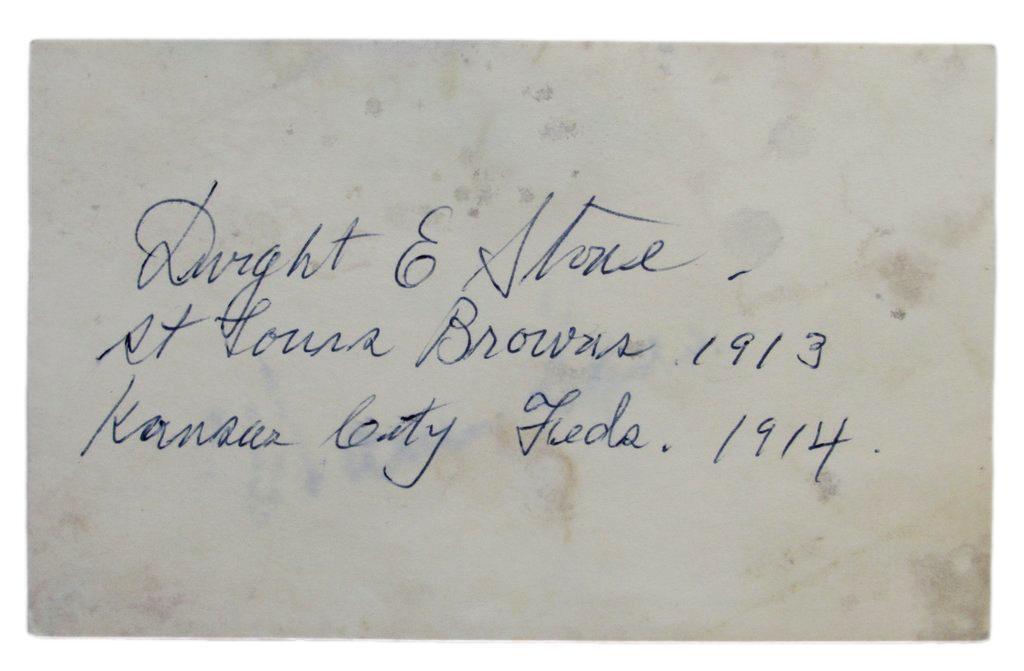 Dwight E Stone -
St Louis Browns. 1913
Kansas City Feds. 1914.